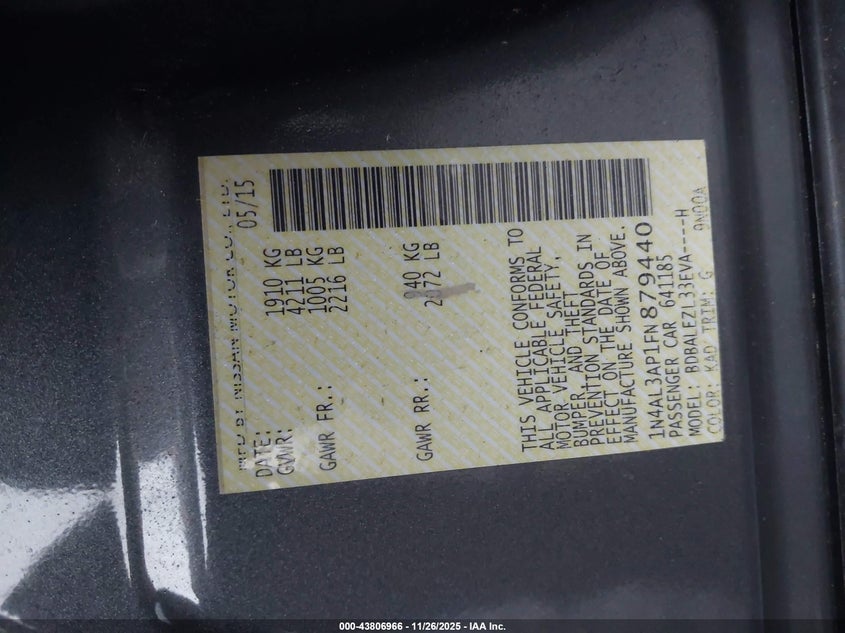 MFD BY NISSAN MOTOR CO., LTD.
DATE: 05/15
GVWR: 1910 KG
4211 LB
GAWR FR.: 1005 KG
2216 LB
GAWR RR.: 940 KG
2072 LB
THIS VEHICLE CONFORMS TO
ALL APPLICABLE FEDERAL
MOTOR VEHICLE SAFETY,
BUMPER, AND THEFT
PREVENTION STANDARDS IN
EFFECT ON THE DATE OF
MANUFACTURE SHOWN ABOVE.
1N4AL3AP1FN879440
PASSENGER CAR 641185
MODEL: BDBALEZL33EVA----H
COLOR: KAD TRIM: G 9N00A
000-43806966 - 11/26/2025 - IAA Inc.